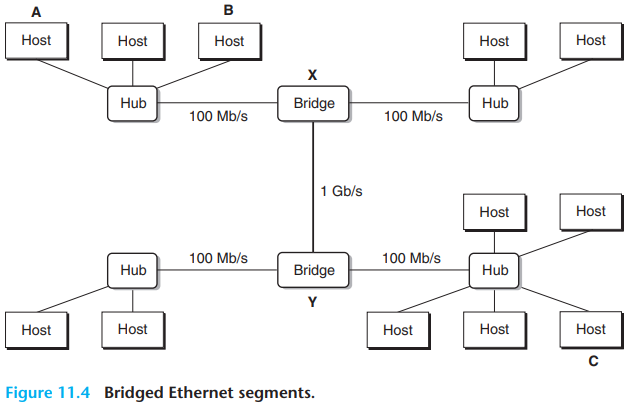 A
B
Host
Host
Host
Host
Host
X
Hub
Bridge
Hub
100 Mb/s
100 Mb/s
1 Gb/s
Host
Host
100 Mb/s
100 Mb/s
Hub
Bridge
Hub
Y
Host
Host
Host
Host
Host
C
Figure 11.4 Bridged Ethernet segments.